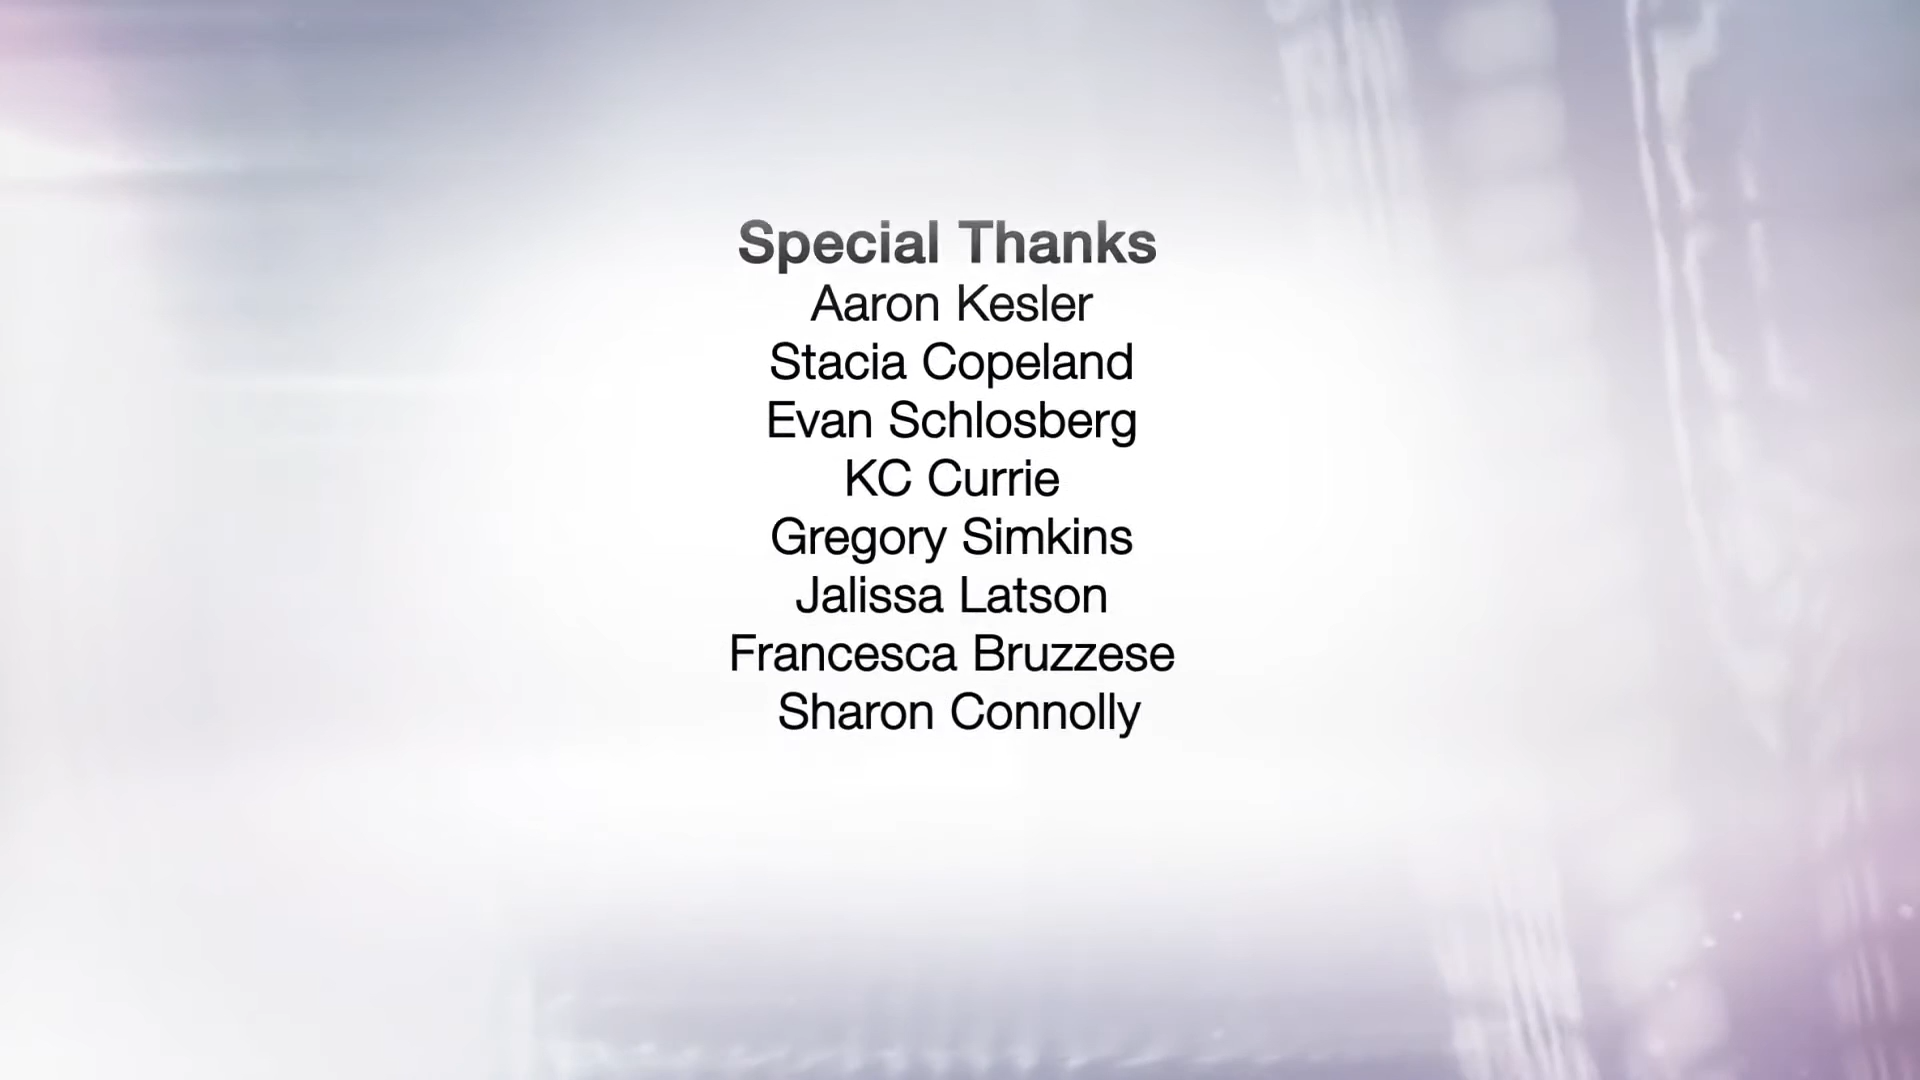 Special Thanks
Aaron Kesler
Stacia Copeland
Evan Schlosberg
KC Currie
Gregory Simkins
Jalissa Latson
Francesca Bruzzese
Sharon Connolly